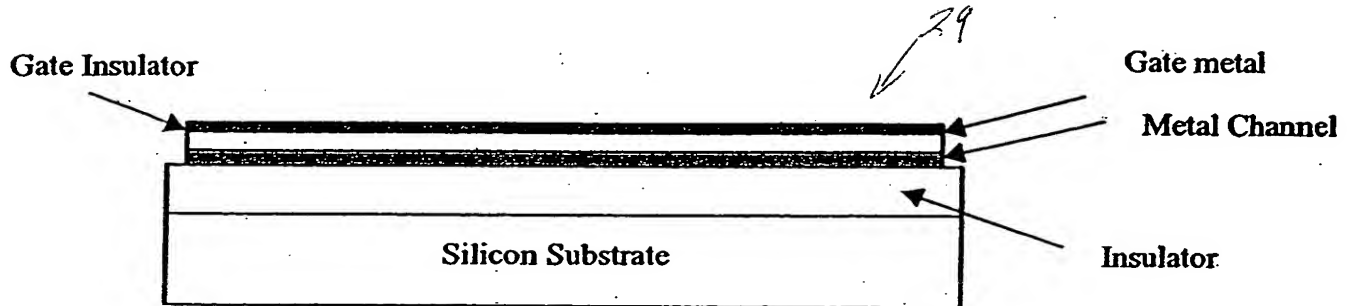 29
Gate Insulator
Gate metal
Metal Channel
Silicon Substrate
Insulator